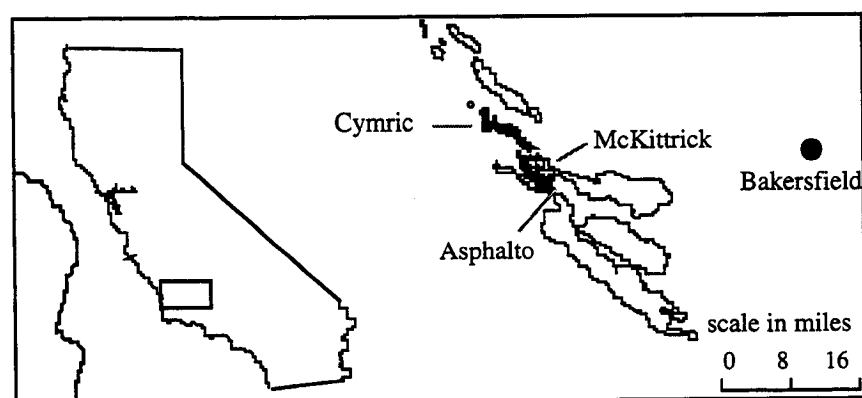 Cymric
McKittrick
Bakersfield
Asphalto
scale in miles
0 8 16